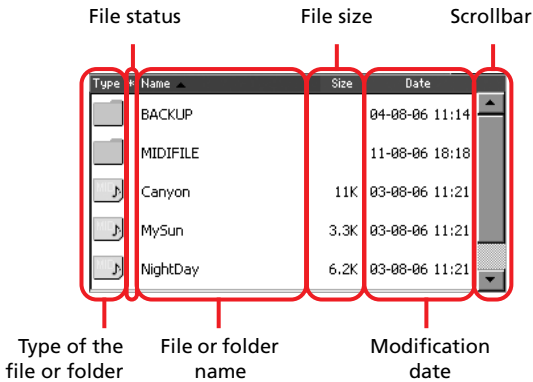 File status File size Scrollbar
Type * Name Size Date
BACKUP 04-08-06 11:14
MIDIFILE 11-08-06 18:18
Canyon 11K 03-08-06 11:21
MySun 3.3K 03-08-06 11:21
NightDay 6.2K 03-08-06 11:21
Type of the File or folder Modification
file or folder name date